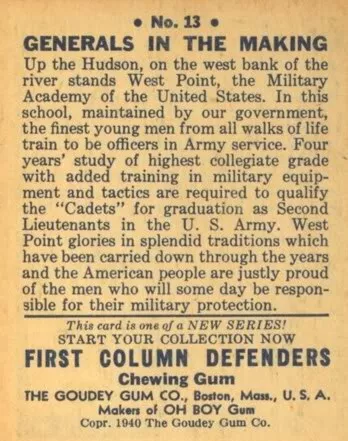 • No. 13 •
GENERALS IN THE MAKING
Up the Hudson, on the west bank of the
river stands West Point, the Military
Academy of the United States. In this
school, maintained by our government,
the finest young men from all walks of life
train to be officers in Army service. Four
years' study of highest collegiate grade
with added training in military equip-
ment and tactics are required to qualify
the "Cadets" for graduation as Second
Lieutenants in the U. S. Army. West
Point glories in splendid traditions which
have been carried down through the years
and the American people are justly proud
of the men who will some day be respon-
sible for their military protection.
This card is one of a NEW SERIES!
START YOUR COLLECTION NOW
FIRST COLUMN DEFENDERS
Chewing Gum
THE GOUDEY GUM CO., Boston, Mass., U. S. A.
Makers of OH BOY Gum
Copr. 1940 The Goudey Gum Co.